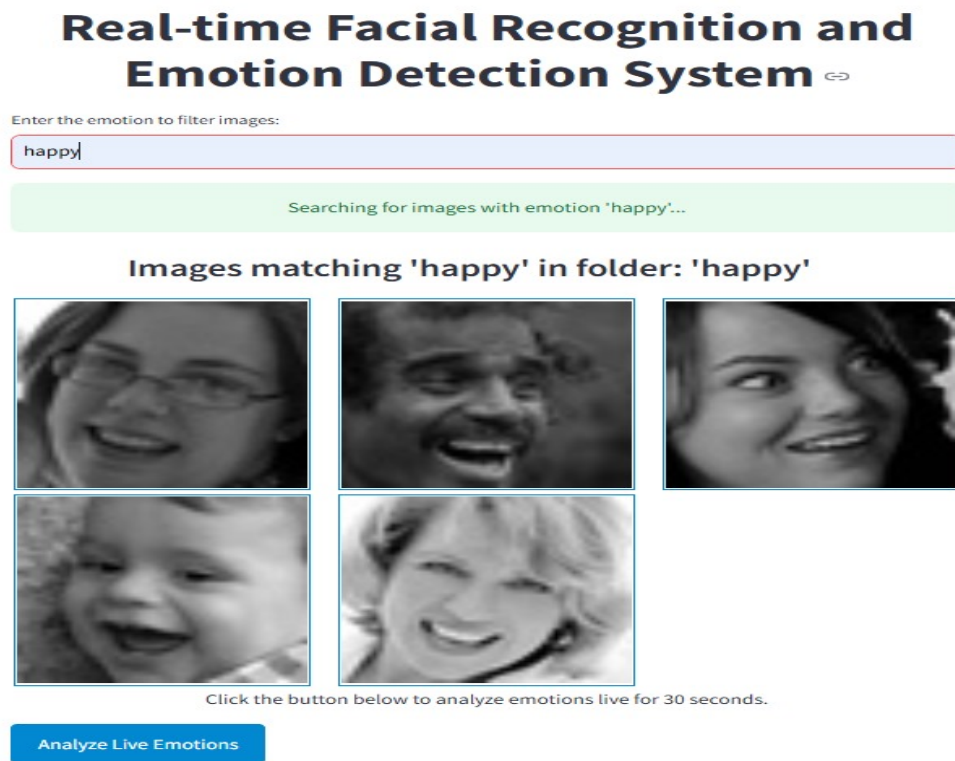 Real-time Facial Recognition and
Emotion Detection System
Enter the emotion to filter images:
happy
Searching for images with emotion 'happy'...
Images matching 'happy' in folder: 'happy'
Click the button below to analyze emotions live for 30 seconds.
Analyze Live Emotions